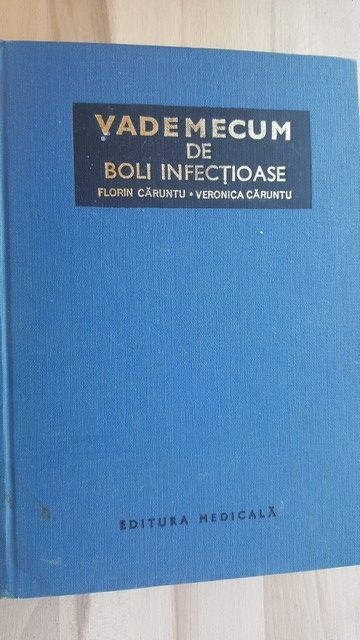 VADEMECUM
DE
BOLI INFECȚIOASE
FLORIN CĂRUNTU • VERONICA CĂRUNTU
EDITURA MEDICALĂ